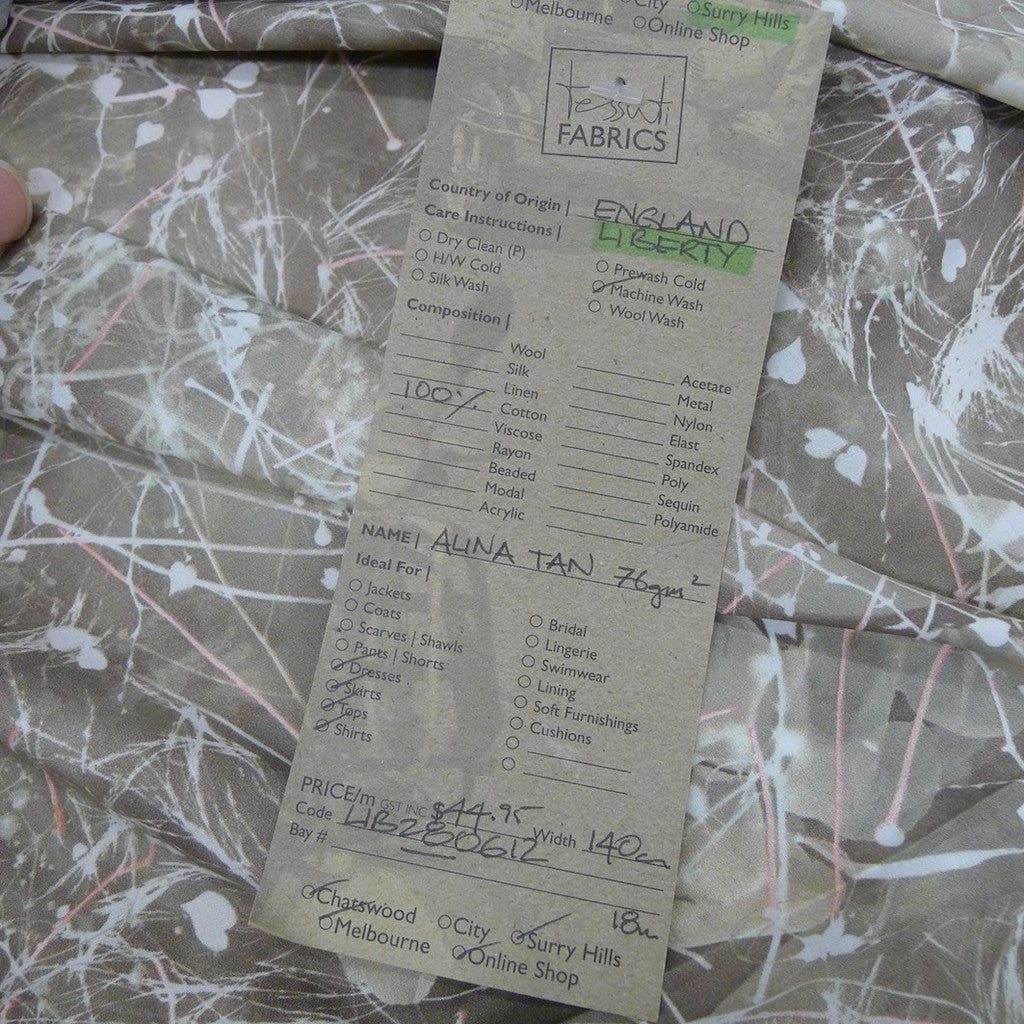 Melbourne City Surry Hills
Online Shop
tessuti
FABRICS
Country of Origin | ENGLAND
LIBERTY
Care Instructions |
Dry Clean (P)
H/W Cold
Silk Wash
Prewash Cold
Machine Wash
Wool Wash
Composition |
Wool
Silk
Linen
100% Cotton
Viscose
Rayon
Beaded
Modal
Acrylic
Acetate
Metal
Nylon
Elast
Spandex
Poly
Sequin
Polyamide
NAME | ALINA TAN 76gm²
Ideal For |
Jackets
Coats
Scarves | Shawls
Pants | Shorts
Dresses
Skirts
Tops
Shirts
Bridal
Lingerie
Swimwear
Lining
Soft Furnishings
Cushions
PRICE/m GST INC $44.95 Width 140cm
Code LIB280612
Bay #
18m
Chatswood City Surry Hills
Melbourne Online Shop